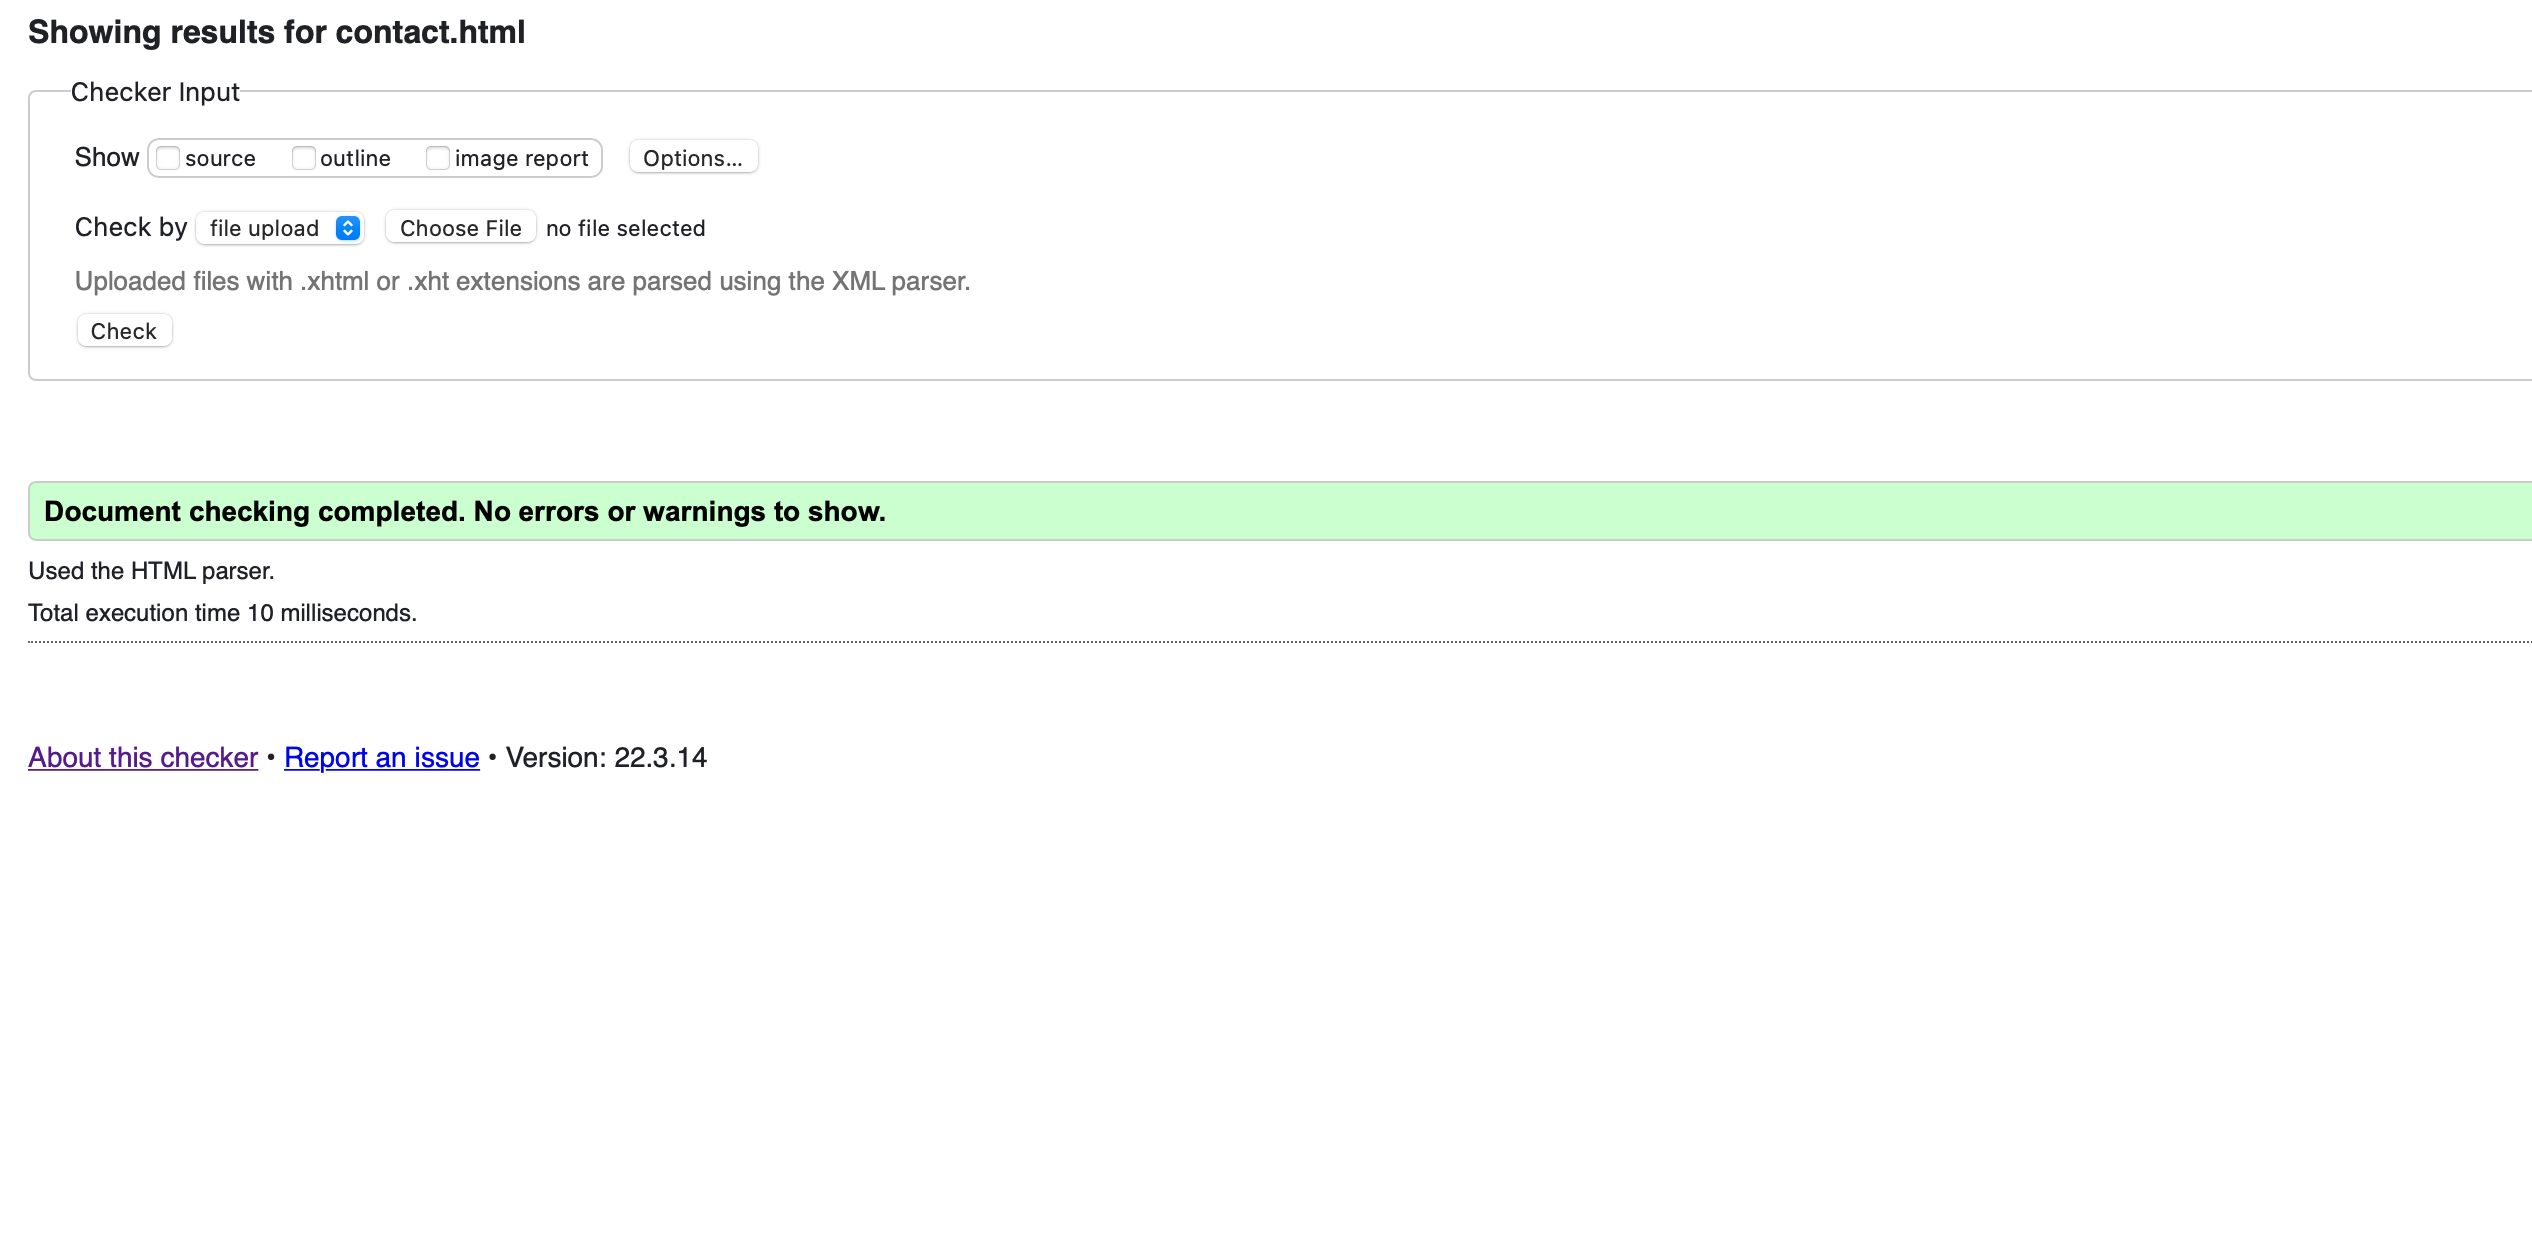 Showing results for contact.html
Checker Input
Show source outline image report Options...
Check by file upload Choose File no file selected
Uploaded files with .xhtml or .xht extensions are parsed using the XML parser.
Check
Document checking completed. No errors or warnings to show.
Used the HTML parser.
Total execution time 10 milliseconds.
About this checker • Report an issue • Version: 22.3.14